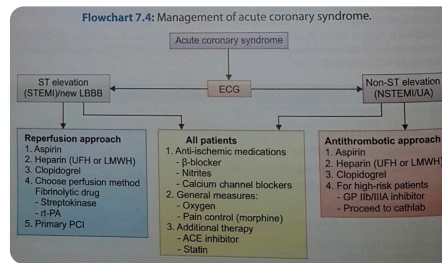 Flowchart 7.4: Management of acute coronary syndrome.
Acute coronary syndrome
ST elevation
(STEMI)/new LBBB
ECG
Non-ST elevation
(NSTEMI/UA)
Reperfusion approach
1. Aspirin
2. Heparin (UFH or LMWH)
3. Clopidogrel
4. Choose perfusion method
Fibrinolytic drug
- Streptokinase
- rt-PA
5. Primary PCI
All patients
1. Anti-ischemic medications
- β-blocker
- Nitrites
- Calcium channel blockers
2. General measures:
- Oxygen
- Pain control (morphine)
3. Additional therapy
- ACE inhibitor
- Statin
Antithrombotic approach
1. Aspirin
2. Heparin (UFH or LMWH)
3. Clopidogrel
4. For high-risk patients
- GP IIb/IIIA inhibitor
- Proceed to cathlab